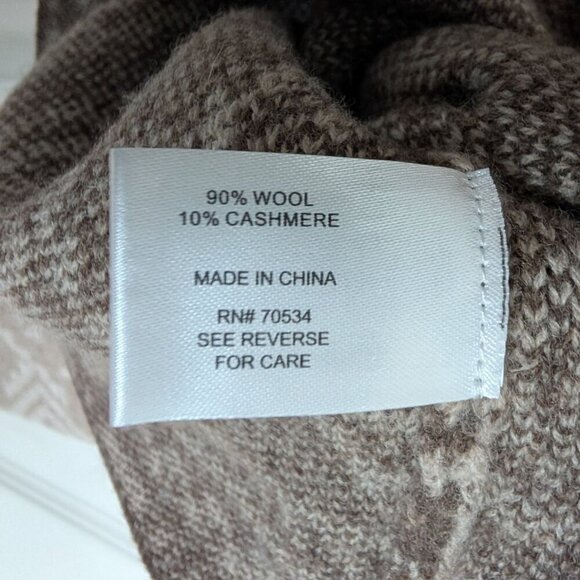 90% WOOL
10% CASHMERE
MADE IN CHINA
RN# 70534
SEE REVERSE
FOR CARE